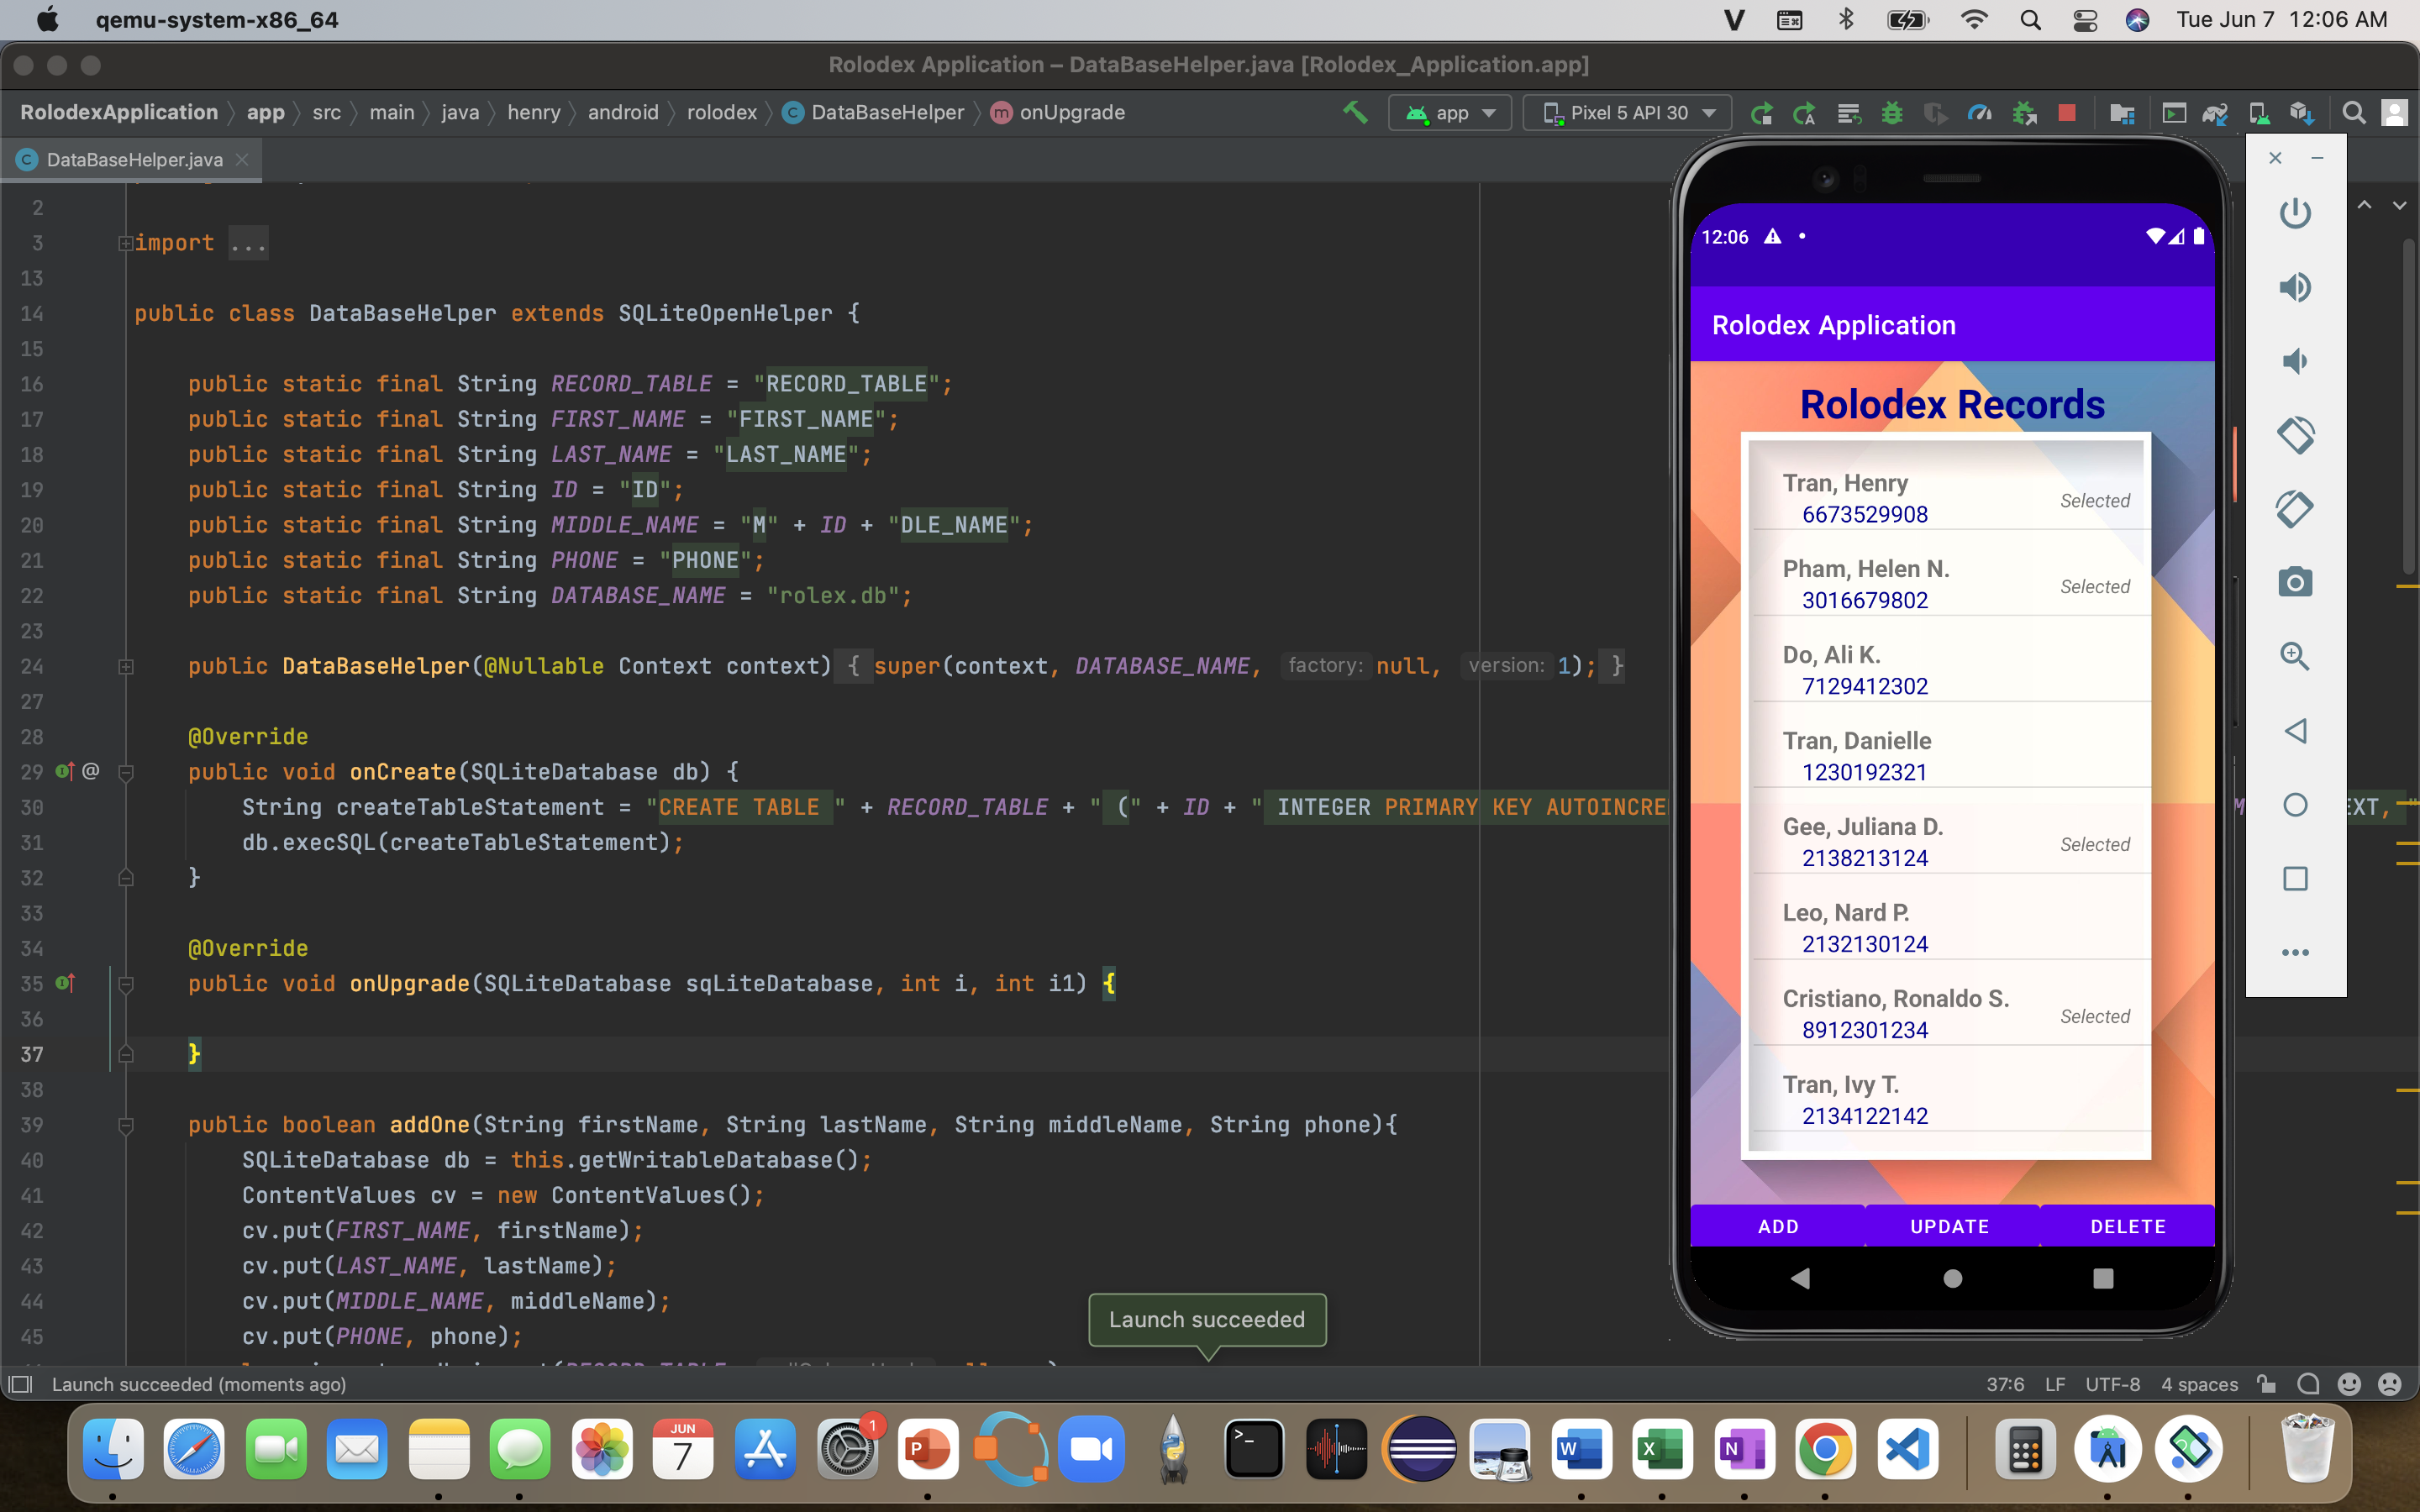 qemu-system-x86_64
Tue Jun 7 12:06 AM
Rolodex Application – DataBaseHelper.java [Rolodex_Application.app]
RolodexApplication app src main java henry android rolodex DataBaseHelper onUpgrade
app
Pixel 5 API 30
DataBaseHelper.java
2
3 import ...
13
14 public class DataBaseHelper extends SQLiteOpenHelper {
15
16 public static final String RECORD_TABLE = "RECORD_TABLE";
17 public static final String FIRST_NAME = "FIRST_NAME";
18 public static final String LAST_NAME = "LAST_NAME";
19 public static final String ID = "ID";
20 public static final String MIDDLE_NAME = "M" + ID + "DLE_NAME";
21 public static final String PHONE = "PHONE";
22 public static final String DATABASE_NAME = "rolex.db";
23
24 public DataBaseHelper(@Nullable Context context) { super(context, DATABASE_NAME, factory: null, version: 1); }
27
28 @Override
29 @ public void onCreate(SQLiteDatabase db) {
30 String createTableStatement = "CREATE TABLE " + RECORD_TABLE + " (" + ID + " INTEGER PRIMARY KEY AUTOINCRE
EXT, "
31 db.execSQL(createTableStatement);
32 }
33
34 @Override
35 public void onUpgrade(SQLiteDatabase sqLiteDatabase, int i, int i1) {
36
37 }
38
39 public boolean addOne(String firstName, String lastName, String middleName, String phone){
40 SQLiteDatabase db = this.getWritableDatabase();
41 ContentValues cv = new ContentValues();
42 cv.put(FIRST_NAME, firstName);
43 cv.put(LAST_NAME, lastName);
44 cv.put(MIDDLE_NAME, middleName);
45 cv.put(PHONE, phone);
Launch succeeded
Launch succeeded (moments ago)
37:6 LF UTF-8 4 spaces
12:06
Rolodex Application
Rolodex Records
Tran, Henry
6673529908
Selected
Pham, Helen N.
3016679802
Selected
Do, Ali K.
7129412302
Tran, Danielle
1230192321
Gee, Juliana D.
2138213124
Selected
Leo, Nard P.
2132130124
Cristiano, Ronaldo S.
8912301234
Selected
Tran, Ivy T.
2134122142
ADD UPDATE DELETE
JUN
7
1
P
W
X
N